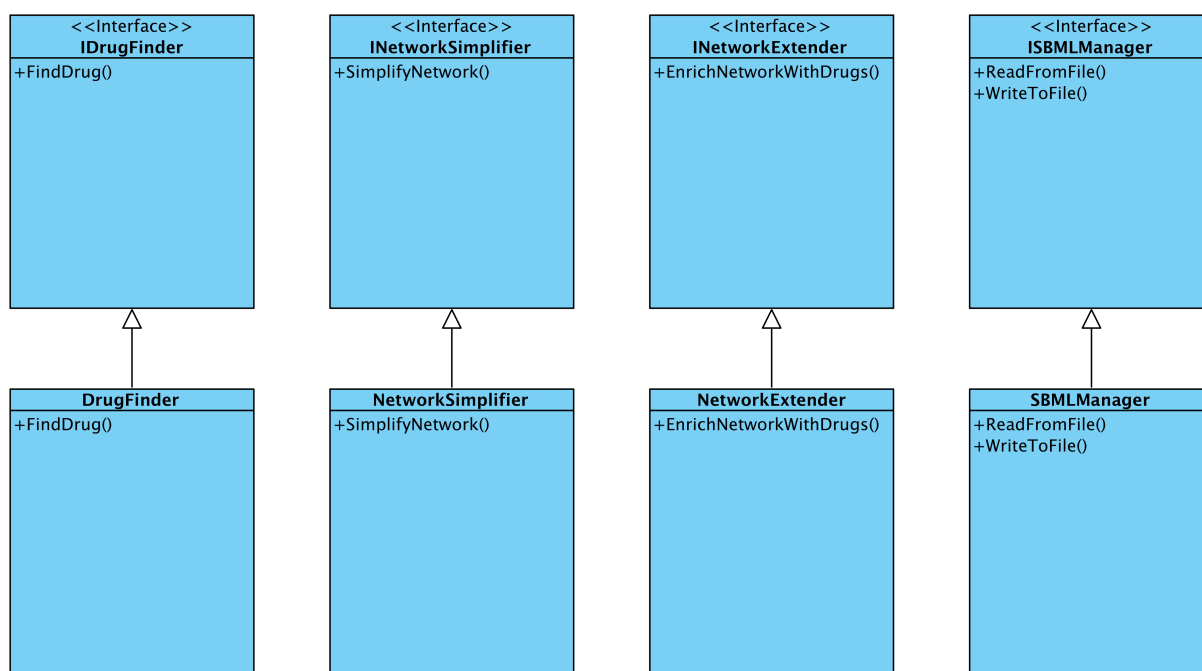 <<Interface>>
IDrugFinder
+FindDrug()
<<Interface>>
INetworkSimplifier
+SimplifyNetwork()
<<Interface>>
INetworkExtender
+EnrichNetworkWithDrugs()
<<Interface>>
ISBMLManager
+ReadFromFile()
+WriteToFile()
DrugFinder
+FindDrug()
NetworkSimplifier
+SimplifyNetwork()
NetworkExtender
+EnrichNetworkWithDrugs()
SBMLManager
+ReadFromFile()
+WriteToFile()